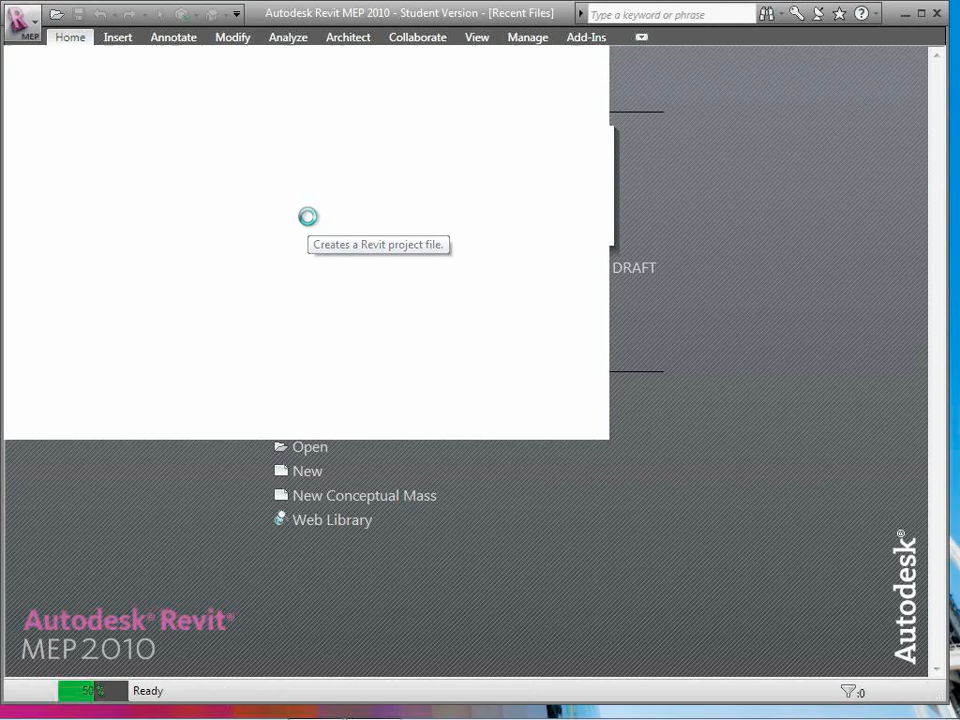 Autodesk Revit MEP 2010 - Student Version - [Recent Files]
Type a keyword or phrase
MEP
Home Insert Annotate Modify Analyze Architect Collaborate View Manage Add-Ins
Creates a Revit project file.
DRAFT
Open
New
New Conceptual Mass
Web Library
Autodesk® Revit®
MEP 2010
Autodesk®
50 %
Ready
:0